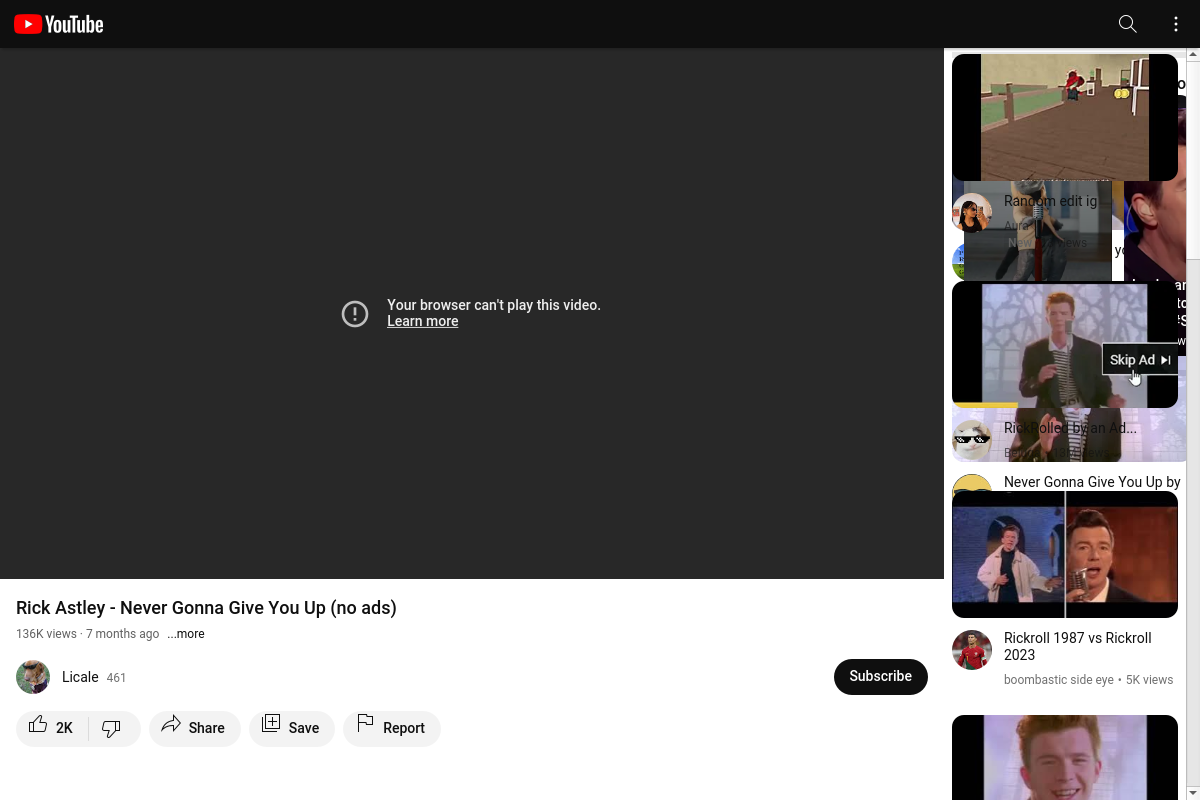 YouTube
Your browser can't play this video.
Learn more
Rick Astley - Never Gonna Give You Up (no ads)
136K views · 7 months ago ...more
Licale 461
Subscribe
2K
Share
Save
Report
Random edit ig
Aura
New
Skip Ad
RickRolled by an Ad...
Never Gonna Give You Up by
Rickroll 1987 vs Rickroll
2023
boombastic side eye • 5K views